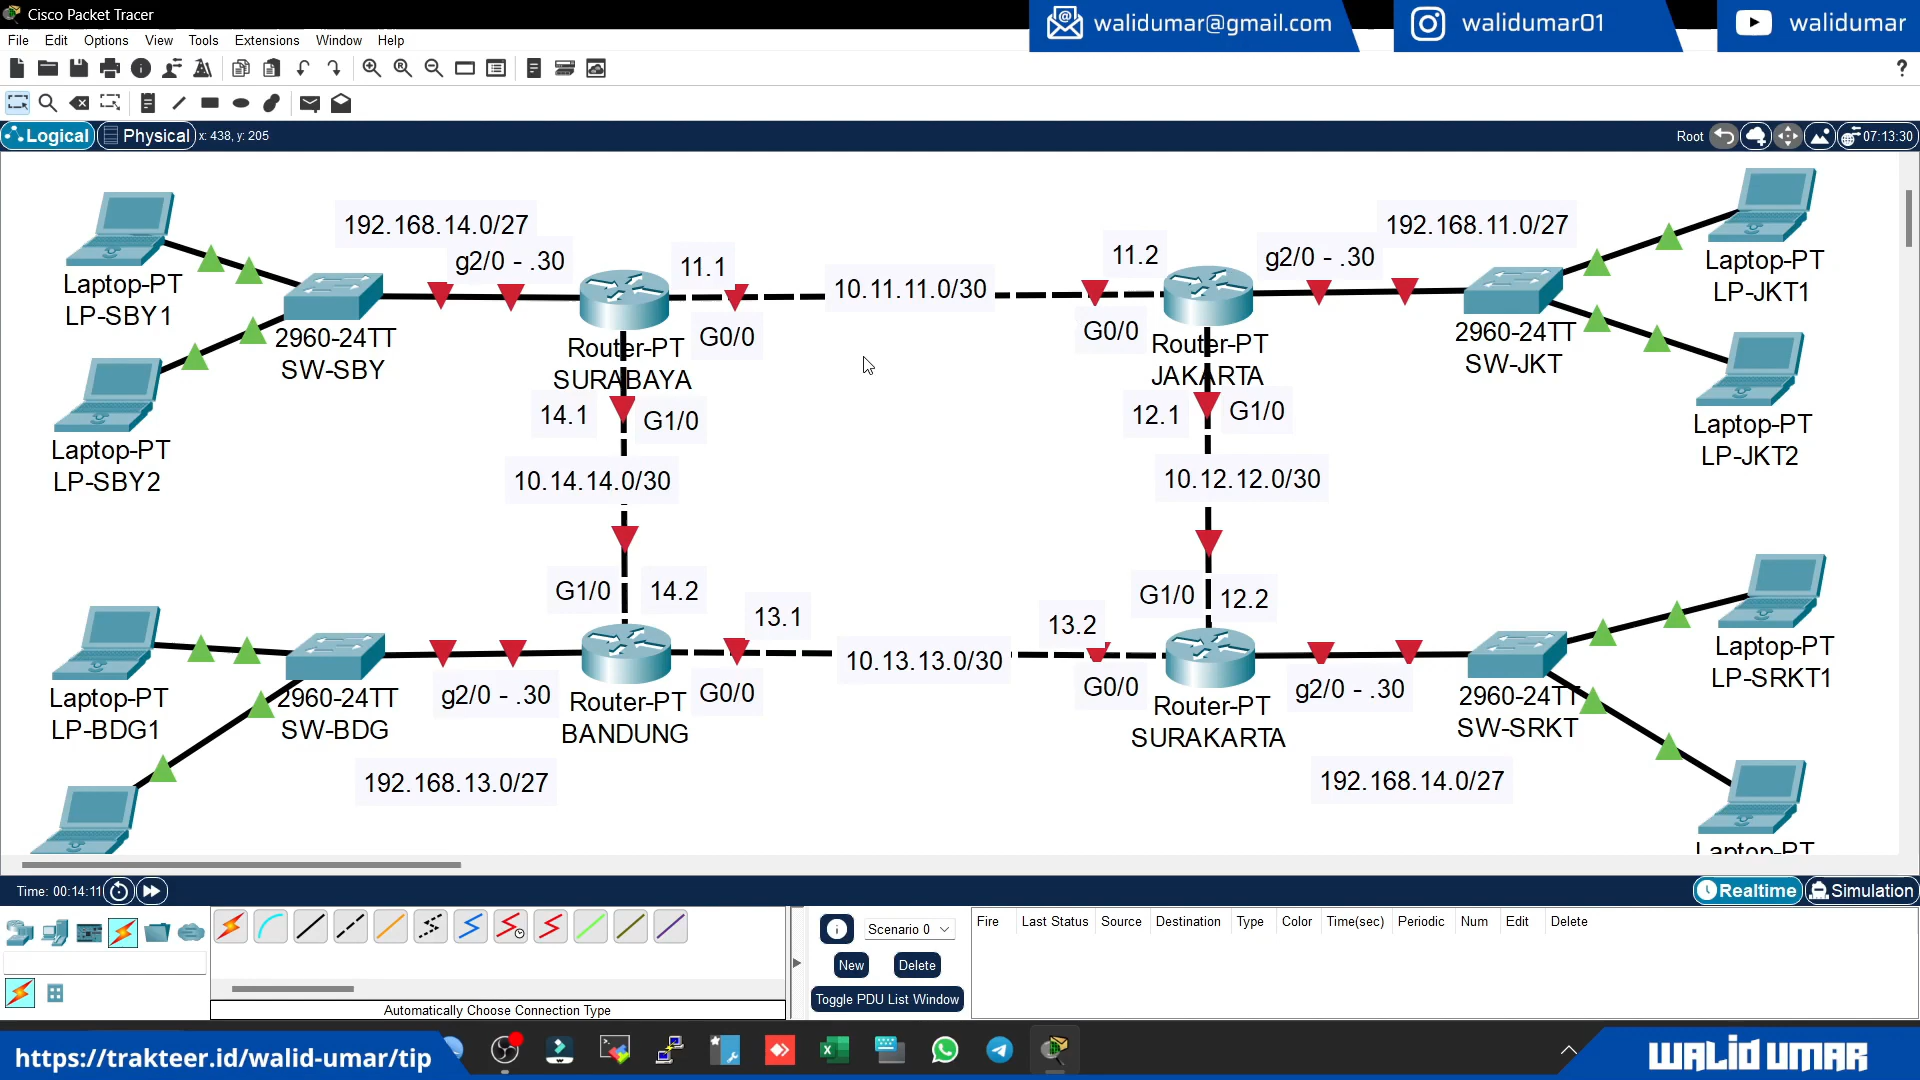 Cisco Packet Tracer
walidumar@gmail.com
walidumar01
walidumar
File Edit Options View Tools Extensions Window Help
?
Logical Physical x: 438, y: 205
Root 07:13:30
192.168.14.0/27
g2/0 - .30
11.1
10.11.11.0/30
11.2
g2/0 - .30
192.168.11.0/27
Laptop-PT
LP-SBY1
2960-24TT
SW-SBY
Router-PT
SURABAYA
G0/0
G0/0
Router-PT
JAKARTA
2960-24TT
SW-JKT
Laptop-PT
LP-JKT1
Laptop-PT
LP-SBY2
14.1
G1/0
12.1
G1/0
Laptop-PT
LP-JKT2
10.14.14.0/30
10.12.12.0/30
G1/0
14.2
13.1
13.2
G1/0
12.2
Laptop-PT
LP-BDG1
2960-24TT
SW-BDG
g2/0 - .30
Router-PT
BANDUNG
G0/0
10.13.13.0/30
G0/0
Router-PT
SURAKARTA
g2/0 - .30
2960-24TT
SW-SRKT
Laptop-PT
LP-SRKT1
192.168.13.0/27
192.168.14.0/27
Laptop-PT
Time: 00:14:11
Realtime Simulation
Scenario 0
New Delete
Toggle PDU List Window
Fire Last Status Source Destination Type Color Time(sec) Periodic Num Edit Delete
Automatically Choose Connection Type
https://trakteer.id/walid-umar/tip
WALID UMAR